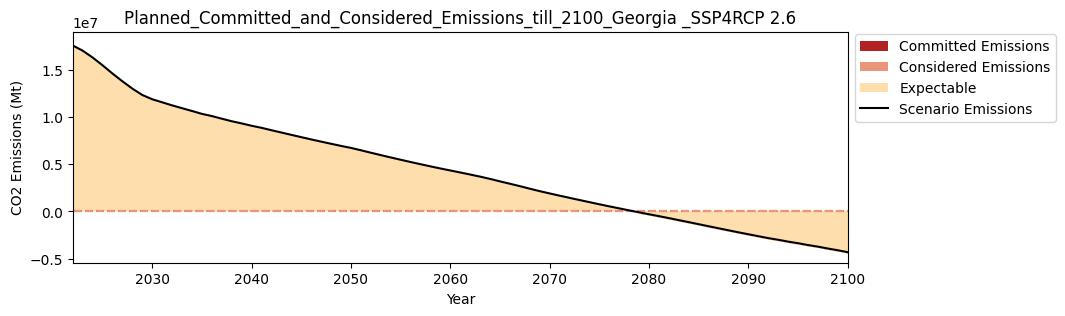 Planned_Committed_and_Considered_Emissions_till_2100_Georgia _SSP4RCP 2.6
1e7
1.5
1.0
0.5
0.0
−0.5
CO2 Emissions (Mt)
2030 2040 2050 2060 2070 2080 2090 2100
Year
Committed Emissions
Considered Emissions
Expectable
Scenario Emissions